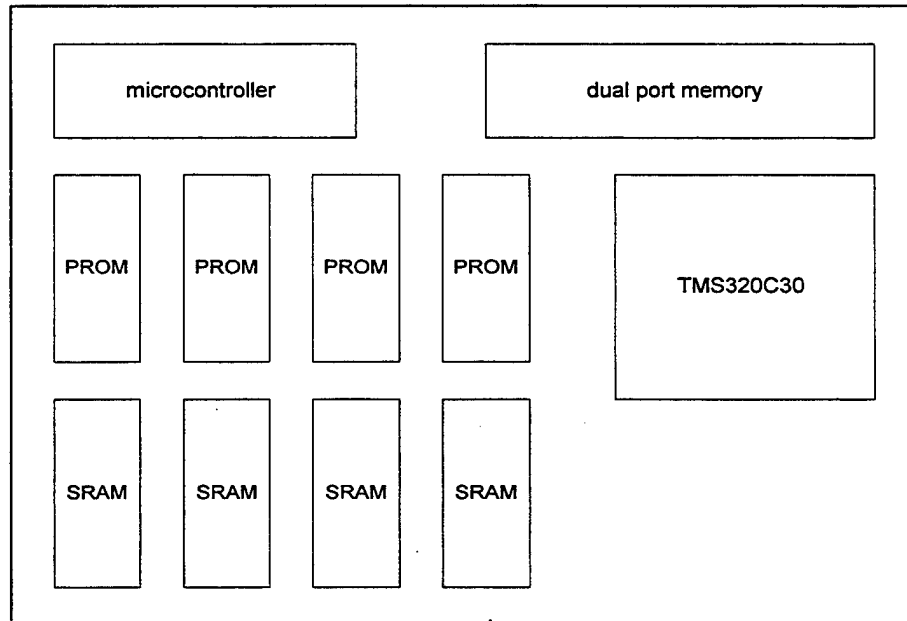 microcontroller
dual port memory
PROM
PROM
PROM
PROM
TMS320C30
SRAM
SRAM
SRAM
SRAM